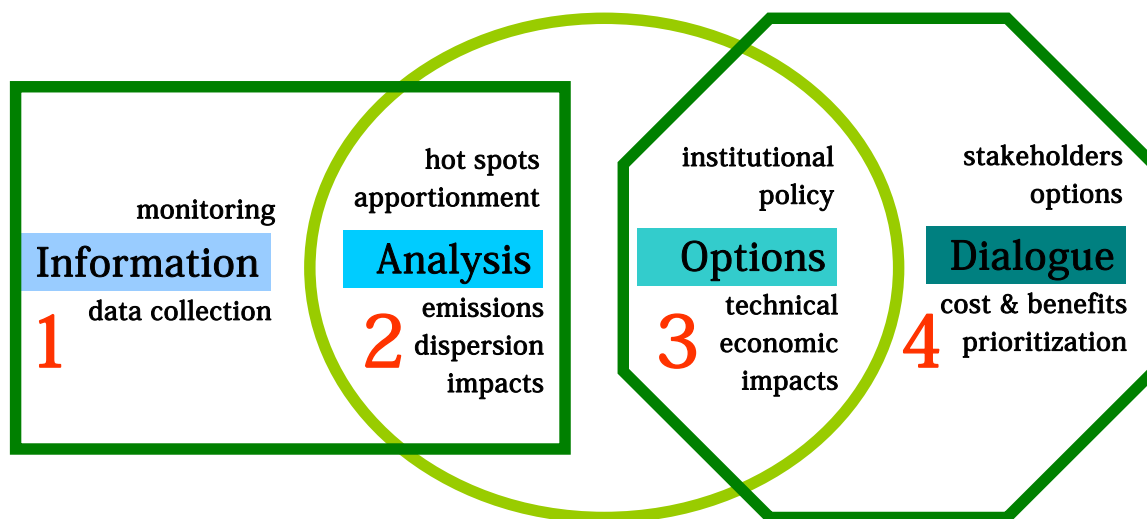 monitoring
Information
data collection
1
hot spots
apportionment
Analysis
emissions
2
dispersion
impacts
institutional
policy
Options
technical
3
economic
impacts
stakeholders
options
Dialogue
cost & benefits
4
prioritization